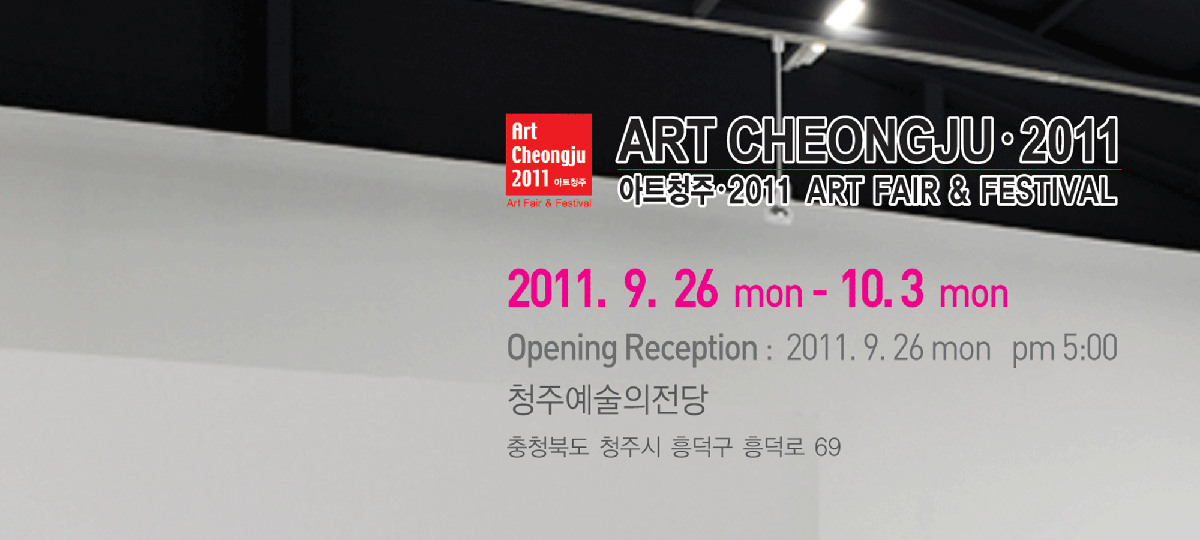 Art
Cheongju
2011 아트청주
Art Fair & Festival
ART CHEONGJU·2011
아트청주·2011 ART FAIR & FESTIVAL
2011. 9. 26 mon - 10. 3 mon
Opening Reception : 2011. 9. 26 mon pm 5:00
청주예술의전당
충청북도 청주시 흥덕구 흥덕로 69